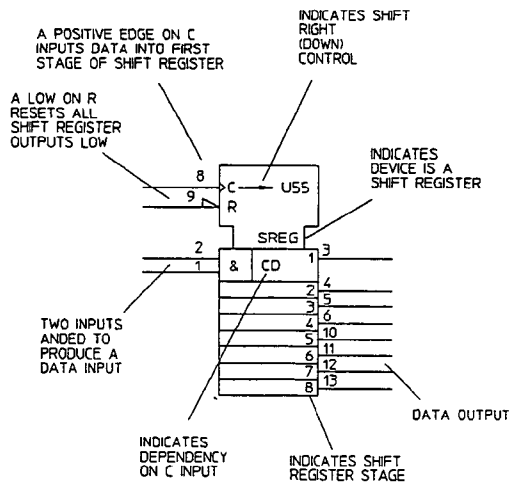 INDICATES SHIFT
RIGHT
(DOWN)
CONTROL
A POSITIVE EDGE ON C
INPUTS DATA INTO FIRST
STAGE OF SHIFT REGISTER
A LOW ON R
RESETS ALL
SHIFT REGISTER
OUTPUTS LOW
INDICATES
DEVICE IS A
SHIFT REGISTER
8
C
U55
9
R
SREG
2
1
&
CD
1
3
2
4
3
5
4
6
5
10
6
11
7
12
8
13
TWO INPUTS
ANDED TO
PRODUCE A
DATA INPUT
DATA OUTPUT
INDICATES
DEPENDENCY
ON C INPUT
INDICATES SHIFT
REGISTER STAGE